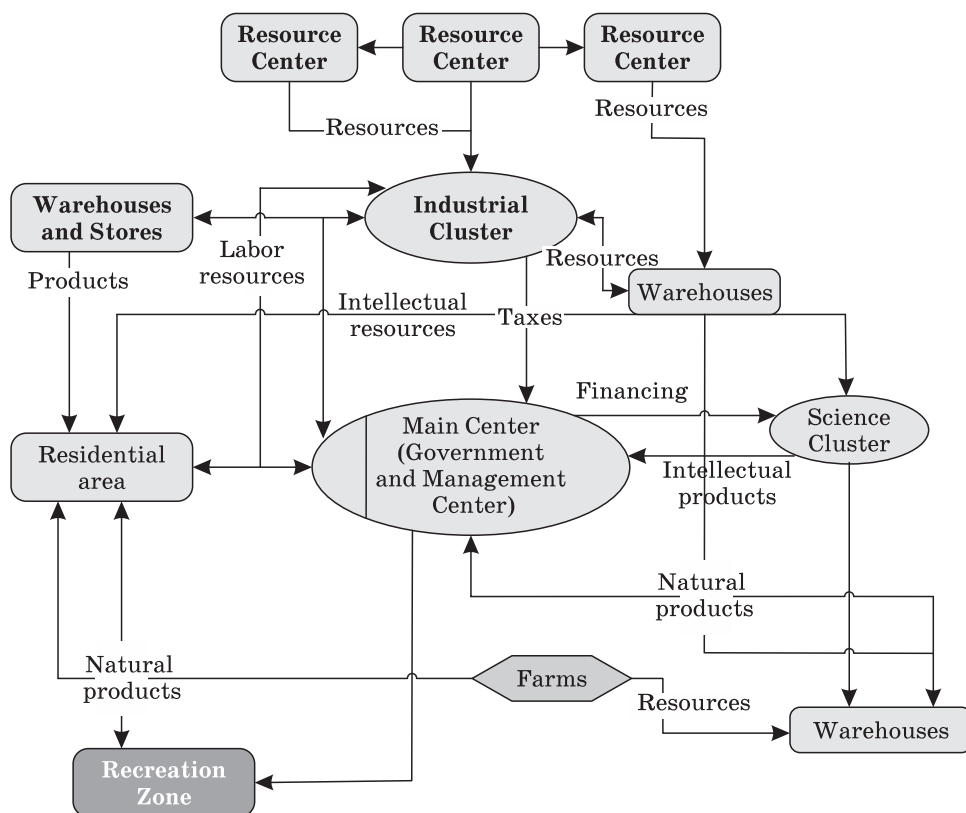 Resource
Center
Resource
Center
Resource
Center
Resources
Resources
Warehouses
and Stores
Industrial
Cluster
Labor
resources
Resources
Products
Warehouses
Intellectual
resources
Taxes
Financing
Science
Cluster
Residential
area
Main Center
(Government
and Management
Center)
Intellectual
products
Natural
products
Natural
products
Farms
Resources
Warehouses
Recreation
Zone